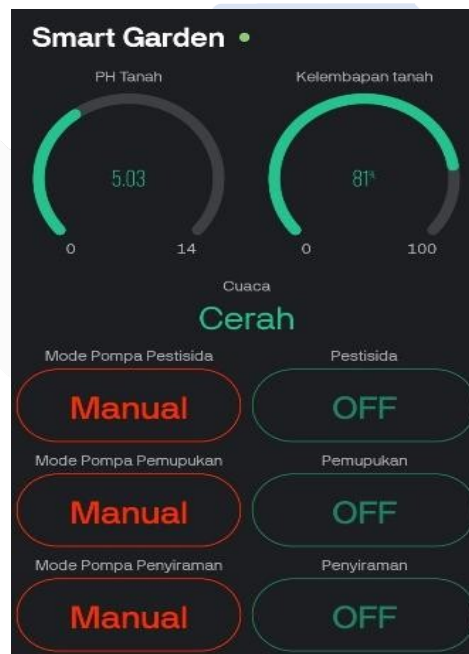 Smart Garden
PH Tanah Kelembapan tanah
5.03 81%
0 14 0 100
Cuaca
Cerah
Mode Pompa Pestisida Pestisida
Manual OFF
Mode Pompa Pemupukan Pemupukan
Manual OFF
Mode Pompa Penyiraman Penyiraman
Manual OFF